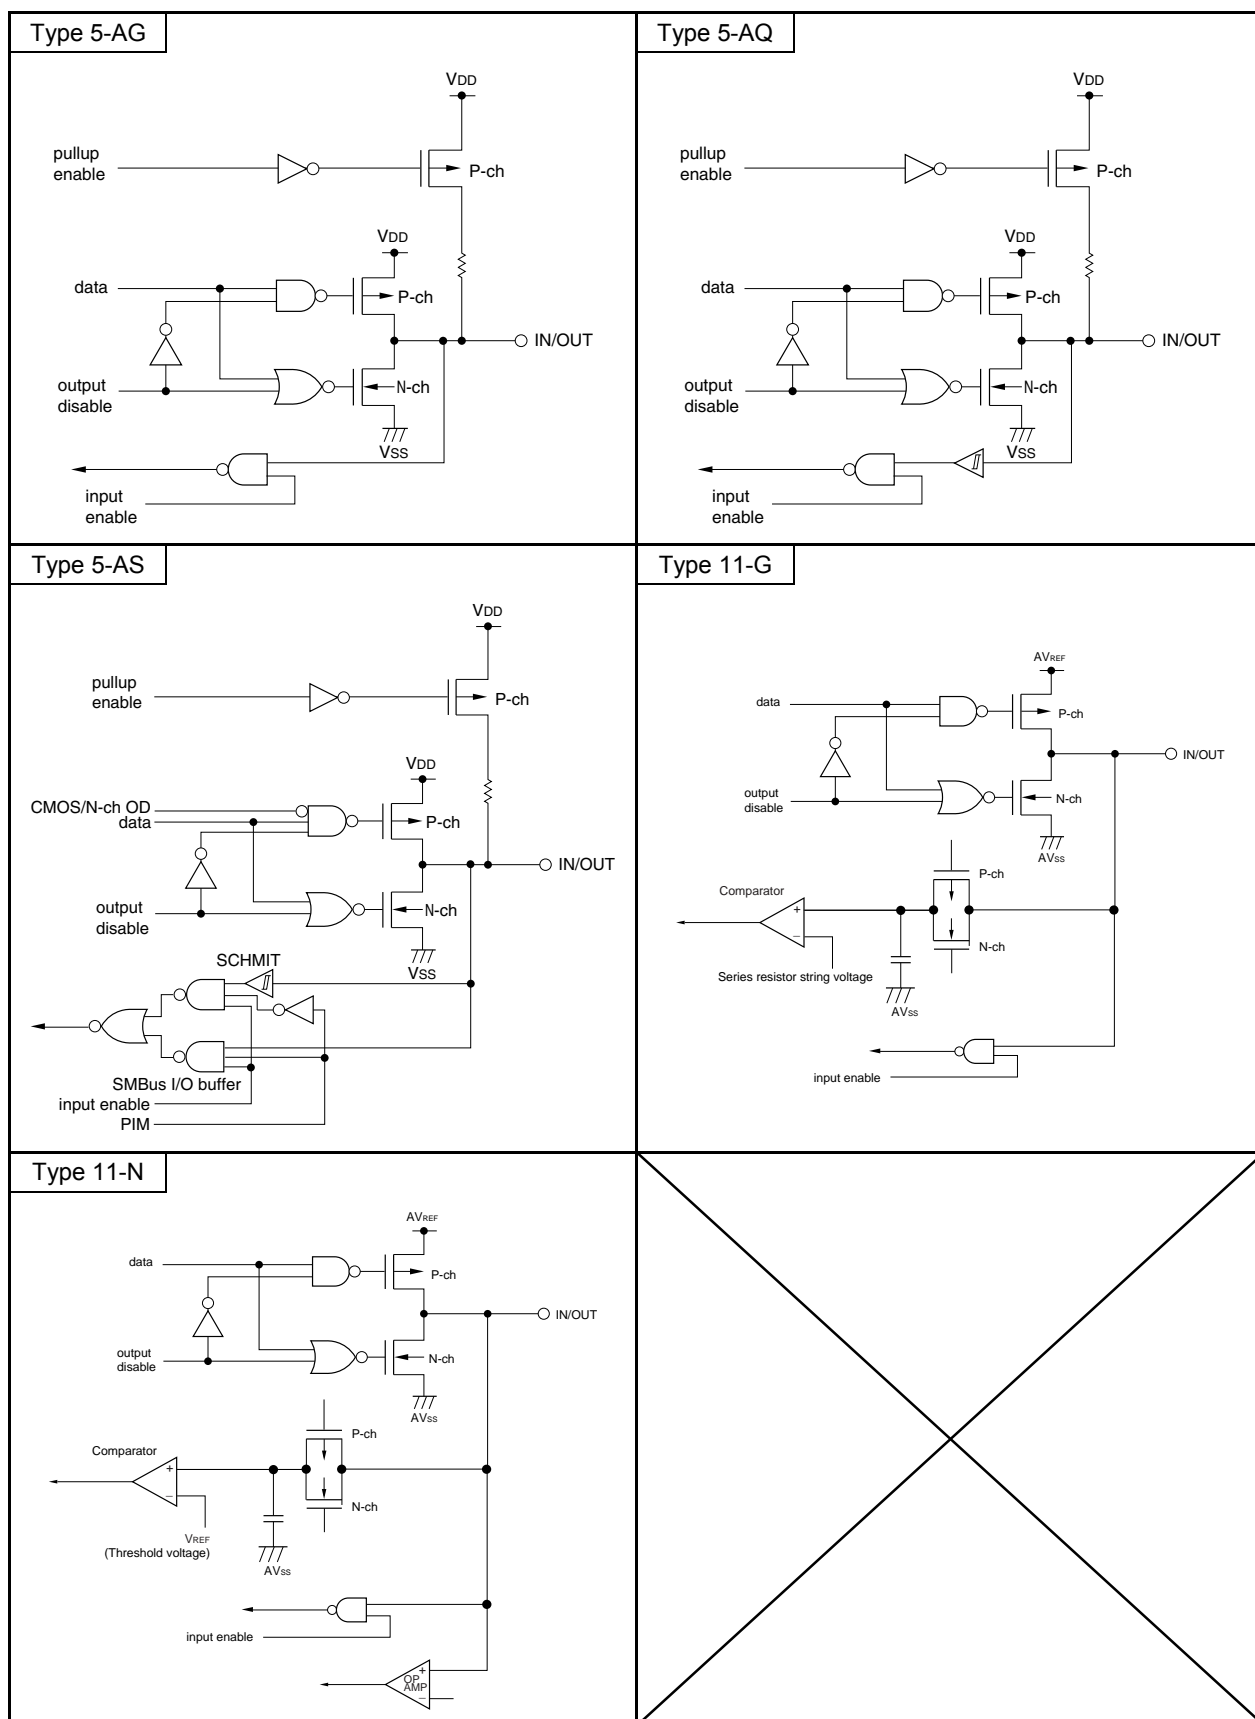 Type 5-AG
VDD
pullup
enable
P-ch
VDD
data
P-ch
IN/OUT
output
disable
N-ch
VSS
input
enable
Type 5-AQ
VDD
pullup
enable
P-ch
VDD
data
P-ch
IN/OUT
output
disable
N-ch
VSS
input
enable
Type 5-AS
VDD
pullup
enable
P-ch
VDD
CMOS/N-ch OD
data
P-ch
IN/OUT
output
disable
N-ch
VSS
SCHMIT
SMBus I/O buffer
input enable
PIM
Type 11-G
AVREF
data
P-ch
IN/OUT
output
disable
N-ch
AVSS
P-ch
Comparator
+
−
N-ch
Series resistor string voltage
AVSS
input enable
Type 11-N
AVREF
data
P-ch
IN/OUT
output
disable
N-ch
AVSS
P-ch
Comparator
+
−
N-ch
VREF
(Threshold voltage)
AVSS
input enable
+
OP
AMP
−